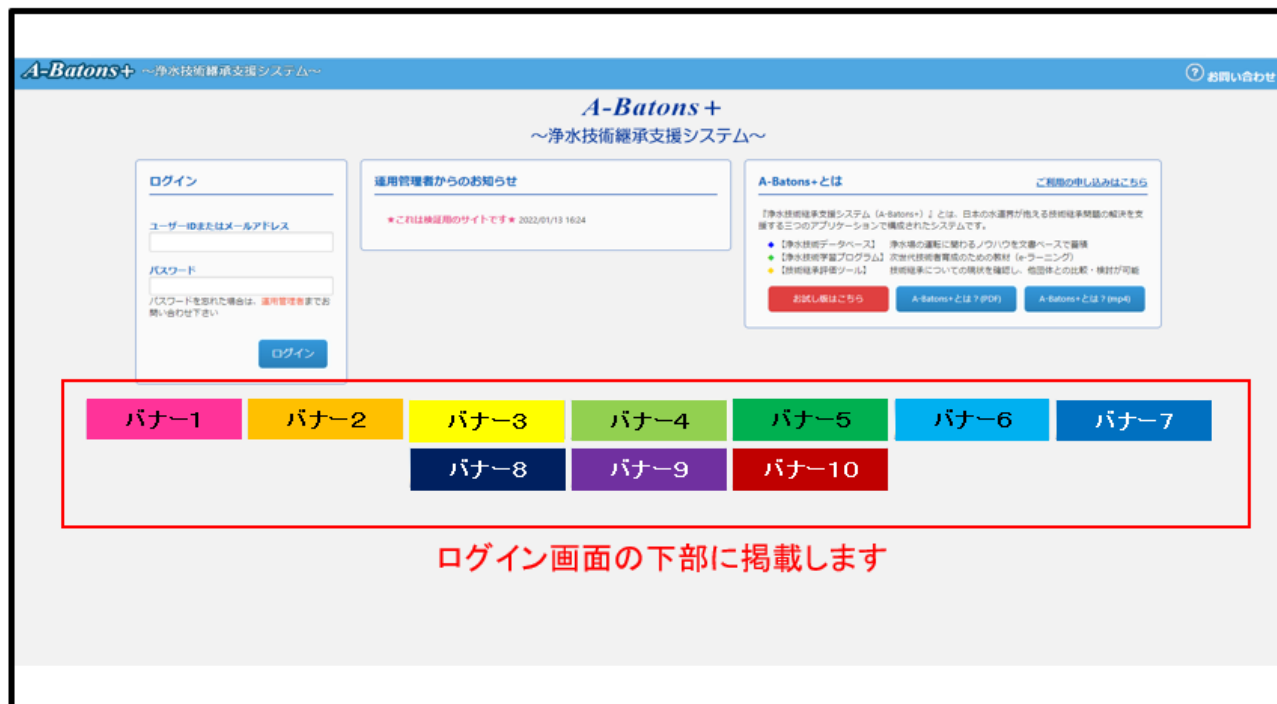 A-Batons+ ～浄水技術継承支援システム～
? お問い合わせ
A-Batons+
～浄水技術継承支援システム～
ログイン
ユーザーIDまたはメールアドレス
パスワード
パスワードを忘れた場合は、運用管理者までお
問い合わせ下さい
ログイン
運用管理者からのお知らせ
★これは検証用のサイトです★ 2022/01/13 16:24
A-Batons+とは
ご利用の申し込みはこちら
『浄水技術継承支援システム（A-Batons+）』とは、日本の水道界が抱える技術継承問題の解決を支
援する三つのアプリケーションで構成されたシステムです。
◆ 【浄水技術データベース】 浄水場の運転に関わるノウハウを文書ベースで蓄積
◆ 【浄水技術学習プログラム】 次世代技術者育成のための教材（e-ラーニング）
◆ 【技術継承評価ツール】 技術継承についての現状を確認し、他団体との比較・検討が可能
お試し版はこちら
A-Batons+とは？(PDF)
A-Batons+とは？(mp4)
バナー1
バナー2
バナー3
バナー4
バナー5
バナー6
バナー7
バナー8
バナー9
バナー10
ログイン画面の下部に掲載します